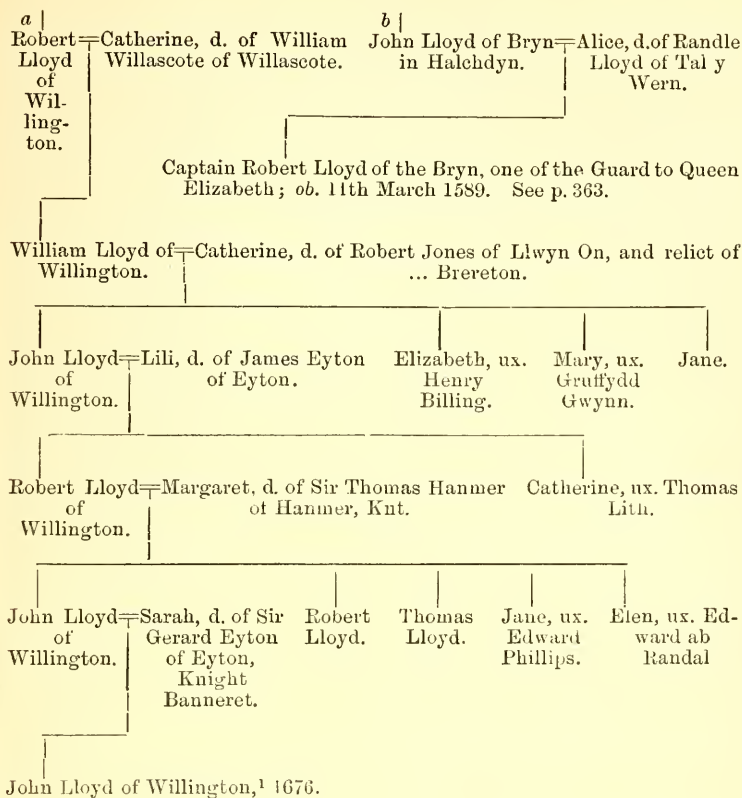 a b
Robert Catherine, d. of William John Lloyd of Bryn Alice, d. of Randle
Lloyd Willascote of Willascote. in Halchdyn. Lloyd of Tal y
of Wern.
Wil-
ling-
ton.
Captain Robert Lloyd of the Bryn, one of the Guard to Queen
Elizabeth; ob. 11th March 1589. See p. 363.
William Lloyd of Catherine, d. of Robert Jones of Llwyn On, and relict of
Willington. ... Brereton.
John Lloyd Lili, d. of James Eyton Elizabeth, ux. Mary, ux. Jane.
of of Eyton. Henry Gruffydd
Willington. Billing. Gwynn.
Robert Lloyd Margaret, d. of Sir Thomas Hanmer Catherine, ux. Thomas
of of Hanmer, Knt. Lith.
Willington.
John Lloyd Sarah, d. of Sir Robert Thomas Jane, ux. Elen, ux. Ed-
of Gerard Eyton Lloyd. Lloyd. Edward ward ab
Willington. of Eyton, Phillips. Randal
Knight
Banneret.
John Lloyd of Willington,¹ 1676.